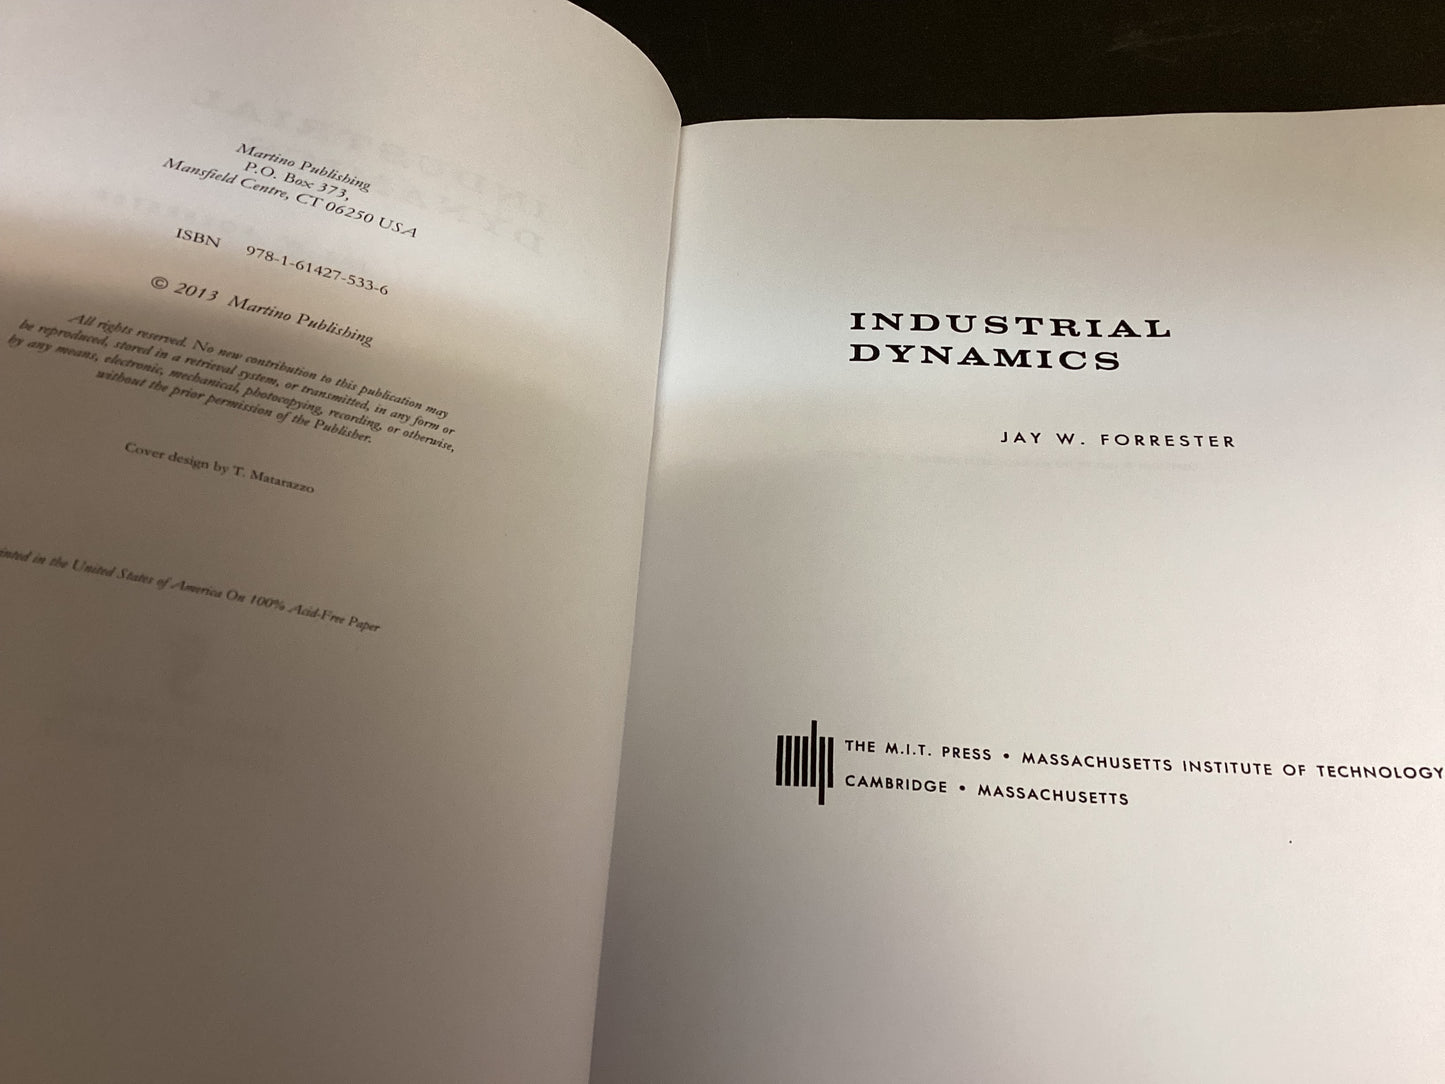 Martino Publishing
P.O. Box 373,
Mansfield Centre, CT 06250 USA
ISBN 978-1-61427-533-6
© 2013 Martino Publishing
All rights reserved. No new contribution to this publication may
be reproduced, stored in a retrieval system, or transmitted, in any form or
by any means, electronic, mechanical, photocopying, recording, or otherwise,
without the prior permission of the Publisher.
Cover design by T. Matarazzo
inted in the United States of America On 100% Acid-Free Paper
INDUSTRIAL
DYNAMICS
JAY W. FORRESTER
THE M.I.T. PRESS • MASSACHUSETTS INSTITUTE OF TECHNOLOGY
CAMBRIDGE • MASSACHUSETTS